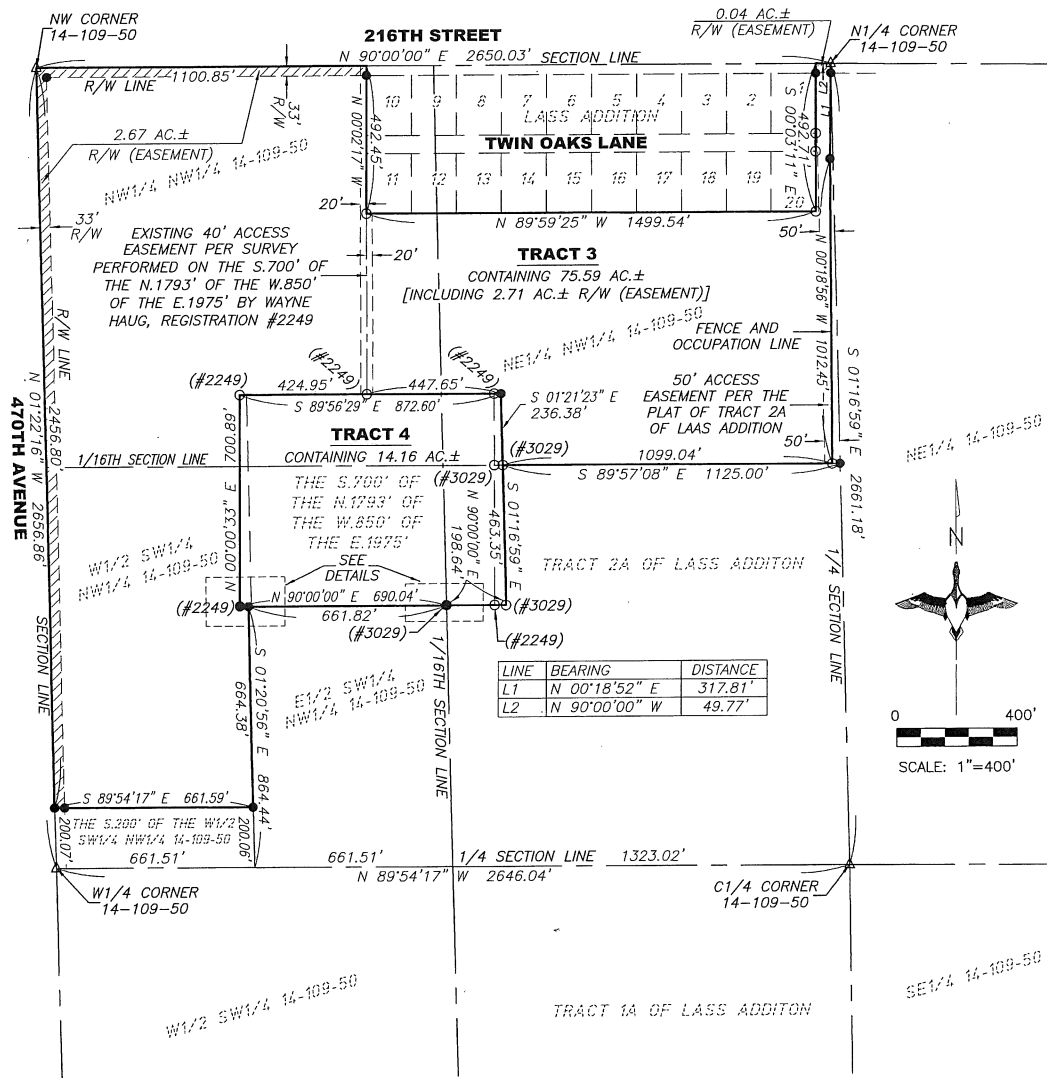 NW CORNER
14-109-50
216TH STREET
N 90°00'00" E 2650.03' SECTION LINE
0.04 AC.±
R/W (EASEMENT)
N1/4 CORNER
14-109-50
1100.85'
R/W LINE
33'
R/W
2.67 AC.±
R/W (EASEMENT)
NW1/4 NW1/4 14-109-50
N 00°02'17" W
492.45'
10 9 8 7 6 5 4 3 2 1
LASS ADDITION
TWIN OAKS LANE
11 12 13 14 15 16 17 18 19 20
S 00°03'11" E
492.71'
L1
L2
20'
N 89°59'25" W 1499.54'
50'
33'
R/W
EXISTING 40' ACCESS
EASEMENT PER SURVEY
PERFORMED ON THE S.700' OF
THE N.1793' OF THE W.850'
OF THE E.1975' BY WAYNE
HAUG, REGISTRATION #2249
20'
TRACT 3
CONTAINING 75.59 AC.±
[INCLUDING 2.71 AC.± R/W (EASEMENT)]
N 00°18'56" W 1012.45'
NE1/4 NW1/4 14-109-50
FENCE AND
OCCUPATION LINE
R/W LINE
2456.80'
N 01°22'16" W 2656.86'
470TH AVENUE
SECTION LINE
(#2249)
(#2249)
(#2249)
424.95'
447.65'
S 89°56'29" E 872.60'
S 01°21'23" E
236.38'
50' ACCESS
EASEMENT PER THE
PLAT OF TRACT 2A
OF LAAS ADDITION
50'
S 01°16'59" E 2661.18'
NE1/4 14-109-50
TRACT 4
CONTAINING 14.16 AC.±
1/16TH SECTION LINE
(#3029)
(#3029)
1099.04'
S 89°57'08" E 1125.00'
N 00°00'33" E 700.68'
THE S.700' OF
THE N.1793' OF
THE W.850' OF
THE E.1975'
N 90°00'00" E
198.64'
463.35'
S 01°16'59" E
W1/2 SW1/4
NW1/4 14-109-50
TRACT 2A OF LASS ADDITON
SEE
DETAILS
1/4 SECTION LINE
N
(#2249)
N 90°00'00" E 690.04'
661.82'
(#3029)
(#3029)
(#2249)
1/16TH SECTION LINE
S 01°20'56" E 864.44'
664.38'
E1/2 SW1/4
NW1/4 14-109-50
LINE BEARING DISTANCE
L1 N 00°18'52" E 317.81'
L2 N 90°00'00" W 49.77'
0 400'
SCALE: 1"=400'
S 89°54'17" E 661.59'
THE S.200' OF THE W1/2
SW1/4 NW1/4 14-109-50
200.07'
200.06'
661.51'
661.51'
1/4 SECTION LINE 1323.02'
N 89°54'17" W 2646.04'
W1/4 CORNER
14-109-50
C1/4 CORNER
14-109-50
W1/2 SW1/4 14-109-50
TRACT 1A OF LASS ADDITON
SE1/4 14-109-50